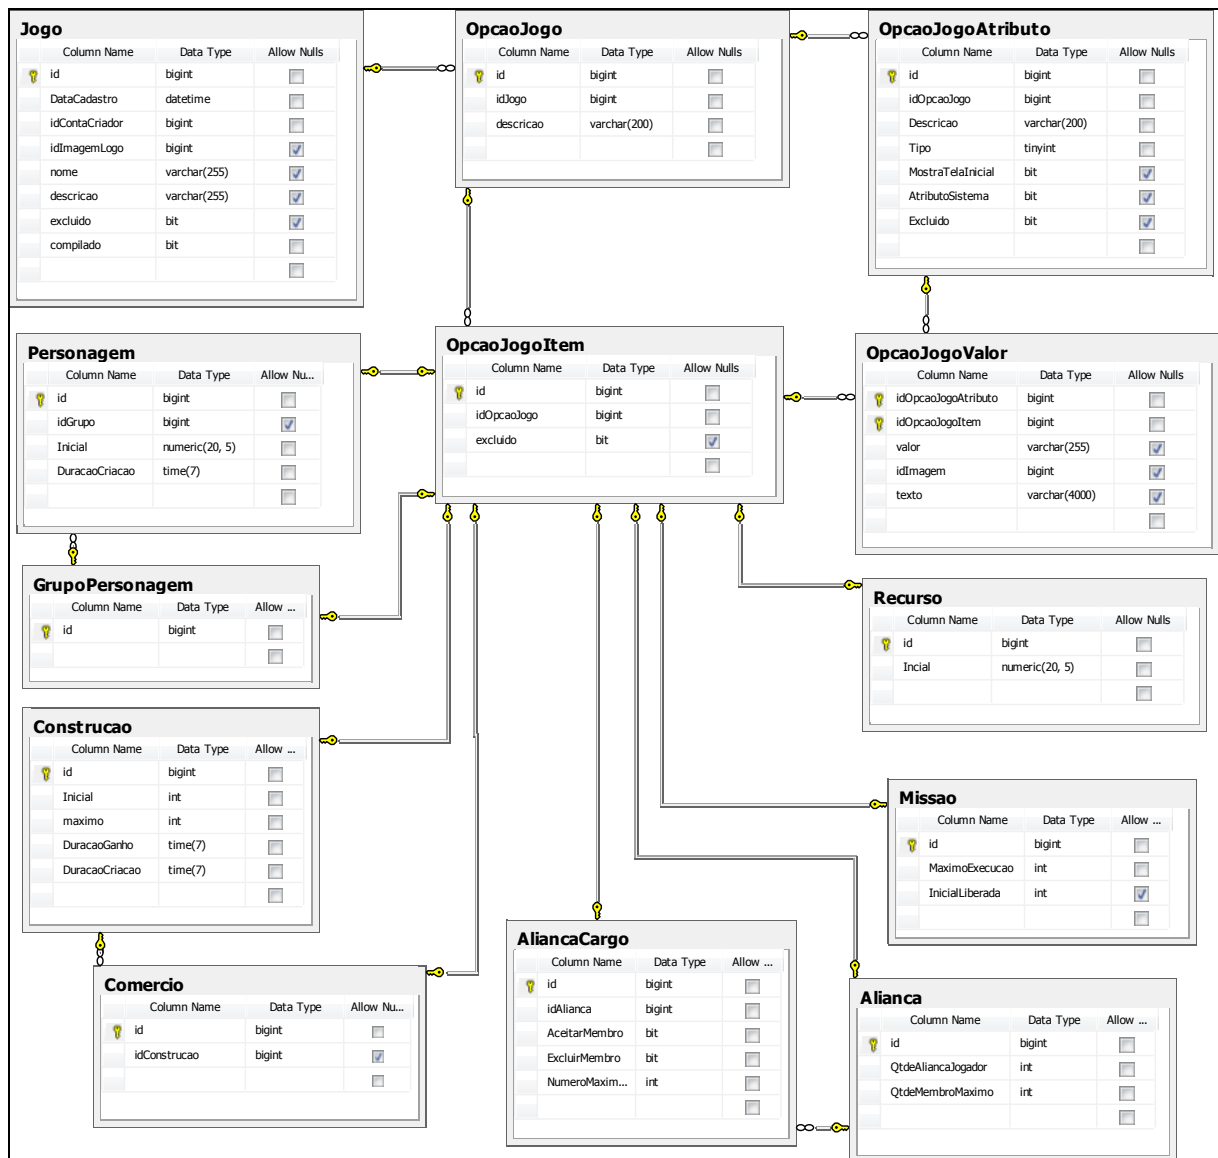 Jogo
Column Name Data Type Allow Nulls
id bigint
DataCadastro datetime
idContaCriador bigint
idImagemLogo bigint
nome varchar(255)
descricao varchar(255)
excluido bit
compilado bit
OpcaoJogo
Column Name Data Type Allow Nulls
id bigint
idJogo bigint
descricao varchar(200)
OpcaoJogoAtributo
Column Name Data Type Allow Nulls
id bigint
idOpcaoJogo bigint
Descricao varchar(200)
Tipo tinyint
MostraTelaInicial bit
AtributoSistema bit
Excluido bit
Personagem
Column Name Data Type Allow Nu...
id bigint
idGrupo bigint
Inicial numeric(20, 5)
DuracaoCriacao time(7)
OpcaoJogoItem
Column Name Data Type Allow Nulls
id bigint
idOpcaoJogo bigint
excluido bit
OpcaoJogoValor
Column Name Data Type Allow Nulls
idOpcaoJogoAtributo bigint
idOpcaoJogoItem bigint
valor varchar(255)
idImagem bigint
texto varchar(4000)
GrupoPersonagem
Column Name Data Type Allow ...
id bigint
Recurso
Column Name Data Type Allow Nulls
id bigint
Incial numeric(20, 5)
Construcao
Column Name Data Type Allow ...
id bigint
Inicial int
maximo int
DuracaoGanho time(7)
DuracaoCriacao time(7)
Missao
Column Name Data Type Allow ...
id bigint
MaximoExecucao int
InicialLiberada int
AliancaCargo
Column Name Data Type Allow ...
id bigint
idAlianca bigint
AceitarMembro bit
ExcluirMembro bit
NumeroMaxim... int
Comercio
Column Name Data Type Allow Nu...
id bigint
idConstrucao bigint
Alianca
Column Name Data Type Allow ...
id bigint
QtdeAliancaJogador int
QtdeMembroMaximo int